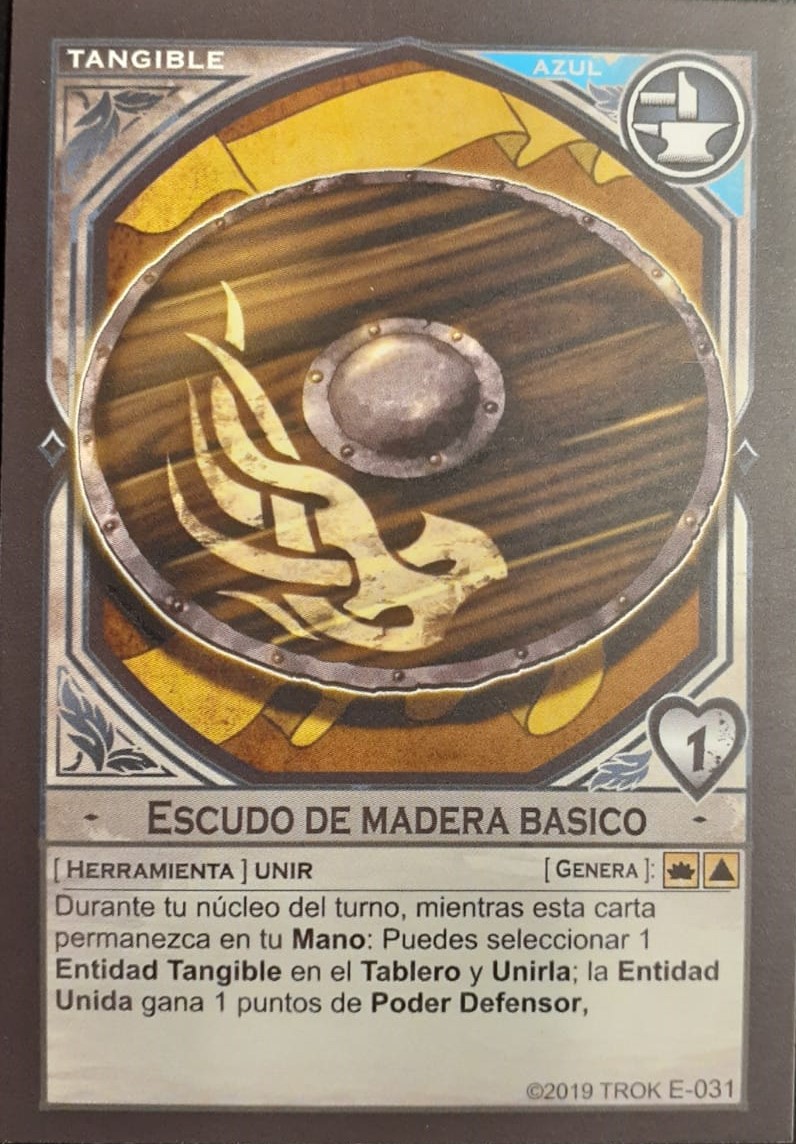 TANGIBLE
AZUL
1
ESCUDO DE MADERA BASICO
[ HERRAMIENTA ] UNIR [ GENERA ]:
Durante tu núcleo del turno, mientras esta carta
permanezca en tu Mano: Puedes seleccionar 1
Entidad Tangible en el Tablero y Unirla; la Entidad
Unida gana 1 puntos de Poder Defensor,
©2019 TROK E-031